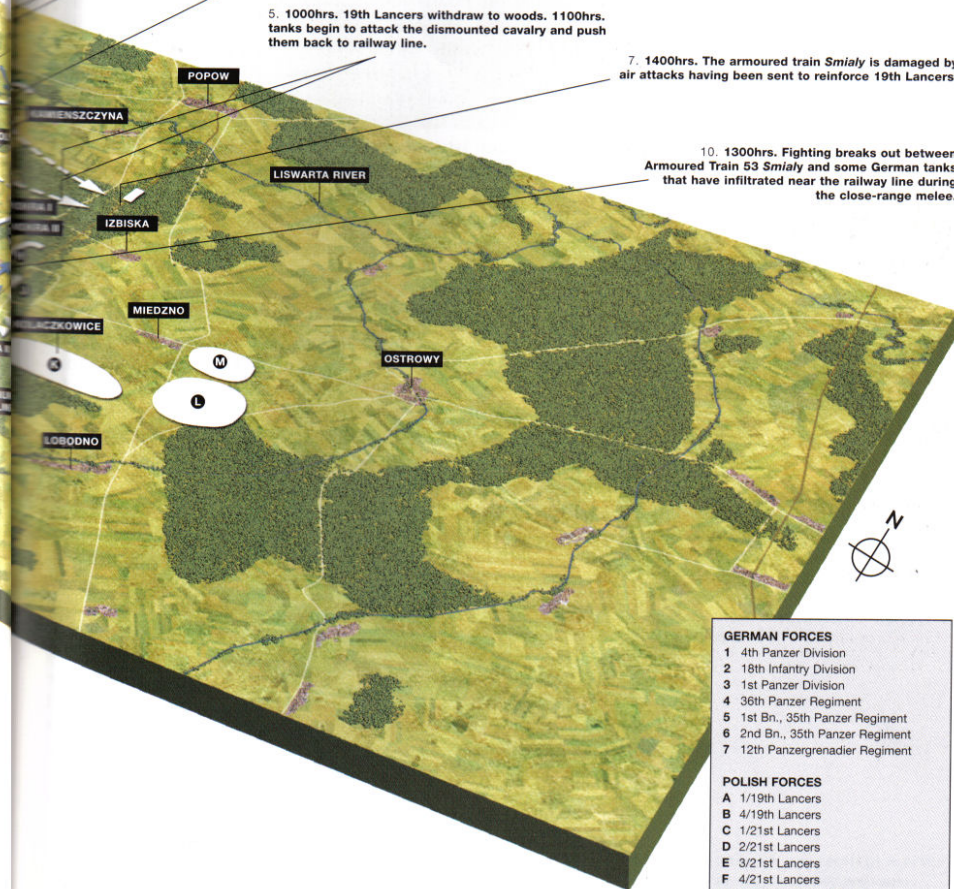 5. 1000hrs. 19th Lancers withdraw to woods. 1100hrs.
tanks begin to attack the dismounted cavalry and push
them back to railway line.
7. 1400hrs. The armoured train Smialy is damaged by
air attacks having been sent to reinforce 19th Lancers
10. 1300hrs. Fighting breaks out between
Armoured Train 53 Smialy and some German tanks
that have infiltrated near the railway line during
the close-range melee.
POPOW
KAMIENSZCZYNA
LISWARTA RIVER
II
III
IZBISKA
MIEDZNO
M
K
L
OSTROWY
LOBODNO
N
GERMAN FORCES
1 4th Panzer Division
2 18th Infantry Division
3 1st Panzer Division
4 36th Panzer Regiment
5 1st Bn., 35th Panzer Regiment
6 2nd Bn., 35th Panzer Regiment
7 12th Panzergrenadier Regiment
POLISH FORCES
A 1/19th Lancers
B 4/19th Lancers
C 1/21st Lancers
D 2/21st Lancers
E 3/21st Lancers
F 4/21st Lancers